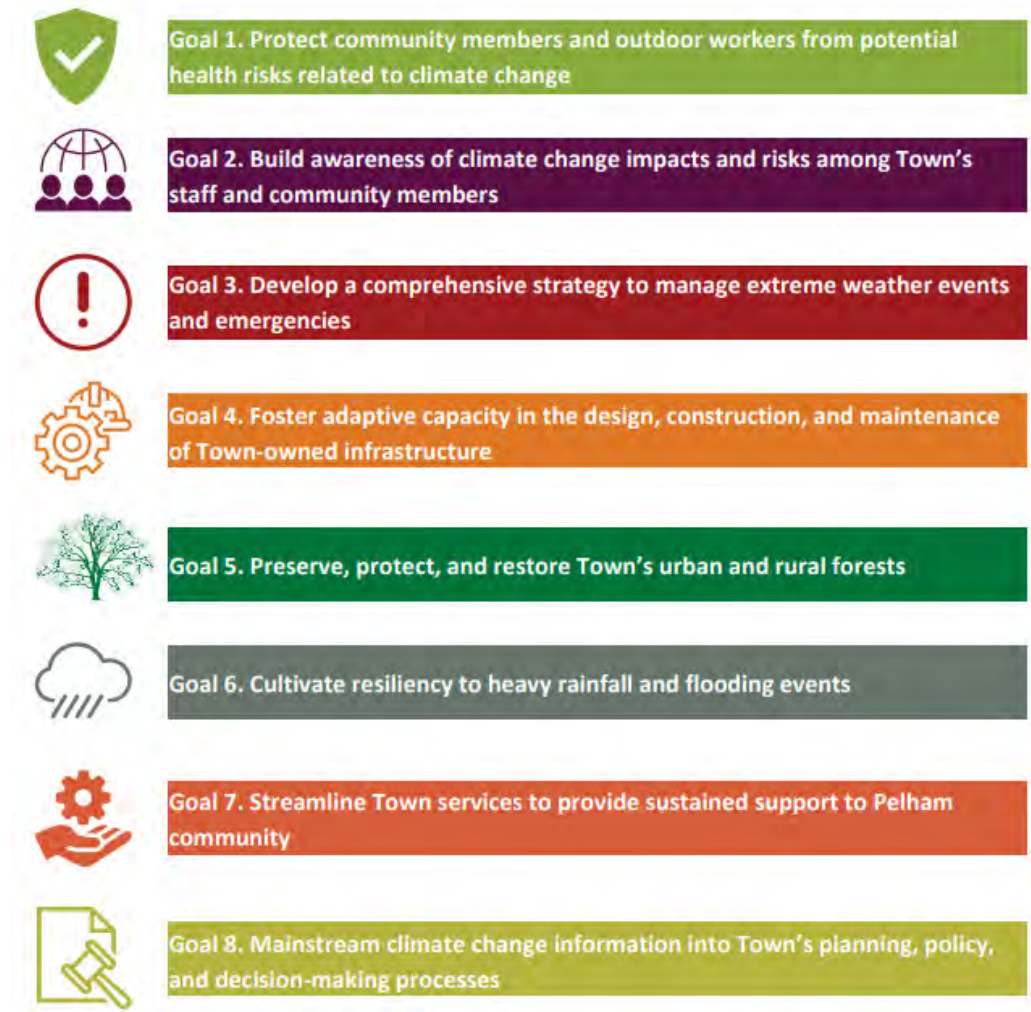 Goal 1. Protect community members and outdoor workers from potential
health risks related to climate change
Goal 2. Build awareness of climate change impacts and risks among Town's
staff and community members
Goal 3. Develop a comprehensive strategy to manage extreme weather events
and emergencies
Goal 4. Foster adaptive capacity in the design, construction, and maintenance
of Town-owned infrastructure
Goal 5. Preserve, protect, and restore Town's urban and rural forests
Goal 6. Cultivate resiliency to heavy rainfall and flooding events
Goal 7. Streamline Town services to provide sustained support to Pelham
community
Goal 8. Mainstream climate change information into Town's planning, policy,
and decision-making processes